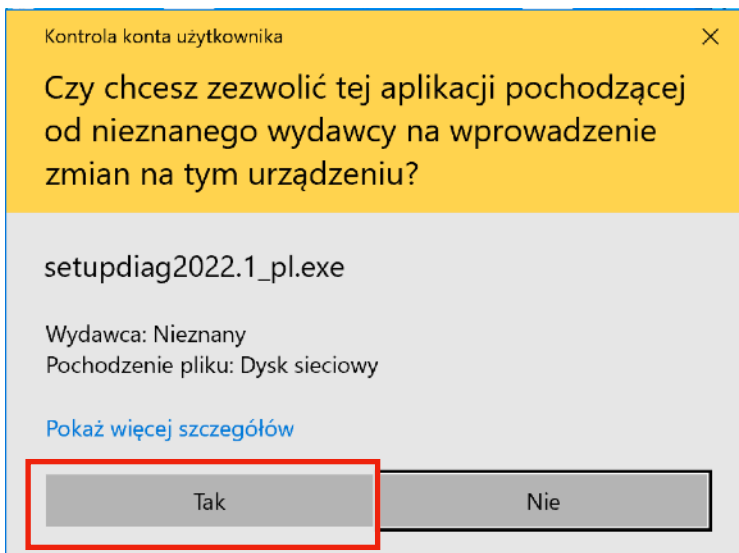 Kontrola konta użytkownika
Czy chcesz zezwolić tej aplikacji pochodzącej
od nieznanego wydawcy na wprowadzenie
zmian na tym urządzeniu?
setupdiag2022.1_pl.exe
Wydawca: Nieznany
Pochodzenie pliku: Dysk sieciowy
Pokaż więcej szczegółów
Tak
Nie